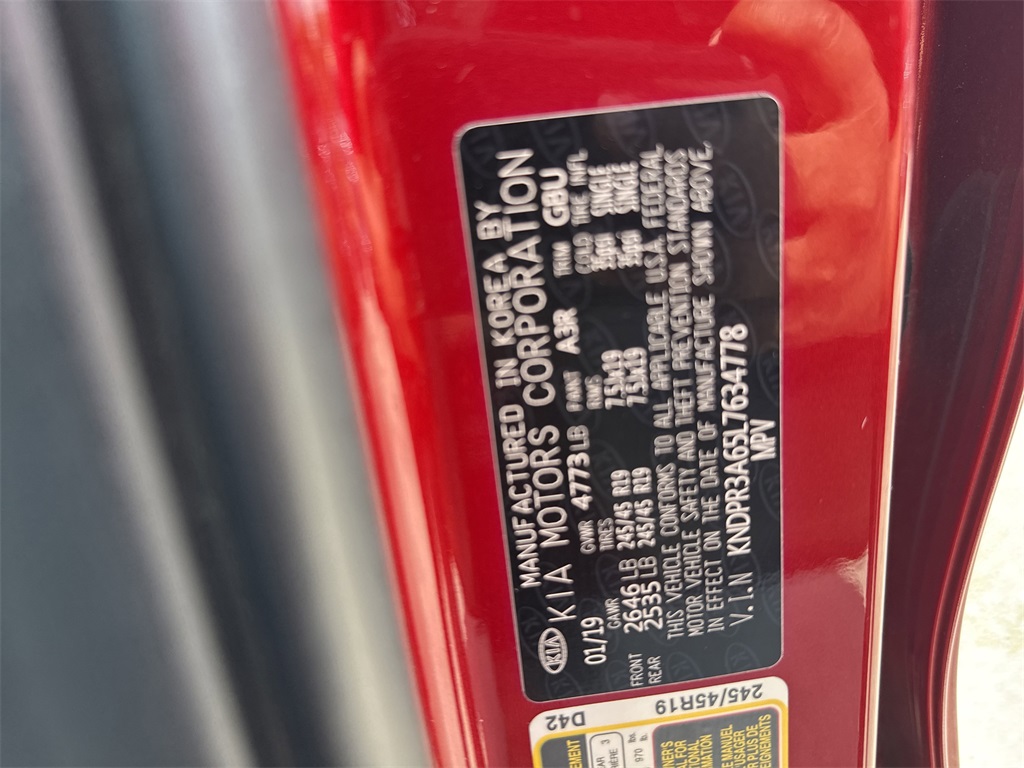 MANUFACTURED IN KOREA BY
KIA KIA MOTORS CORPORATION
01/19 GVWR 4773 LB PAINT A3R TRIM GBU
GAWR TIRES RIMS COLD TIRE INFL
FRONT 2646 LB 245/45 R19 7.5Jx19 SINGLE
REAR 2535 LB 245/45 R19 7.5Jx19 SINGLE
THIS VEHICLE CONFORMS TO ALL APPLICABLE U.S.A. FEDERAL
MOTOR VEHICLE SAFETY AND THEFT PREVENTION STANDARDS
IN EFFECT ON THE DATE OF MANUFACTURE SHOWN ABOVE.
V.I.N KNDPR3A65L7634778
MPV
D42
245/45R19